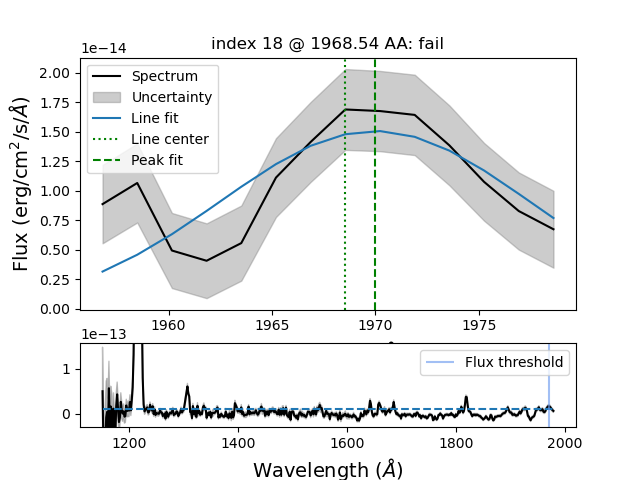 index 18 @ 1968.54 AA: fail
1e−14
2.00
1.75
1.50
1.25
1.00
0.75
0.50
0.25
0.00
Flux (erg/cm²/s/Å)
Spectrum
Uncertainty
Line fit
Line center
Peak fit
1960
1965
1970
1975
1e−13
1
0
Flux threshold
1200
1400
1600
1800
2000
Wavelength (Å)